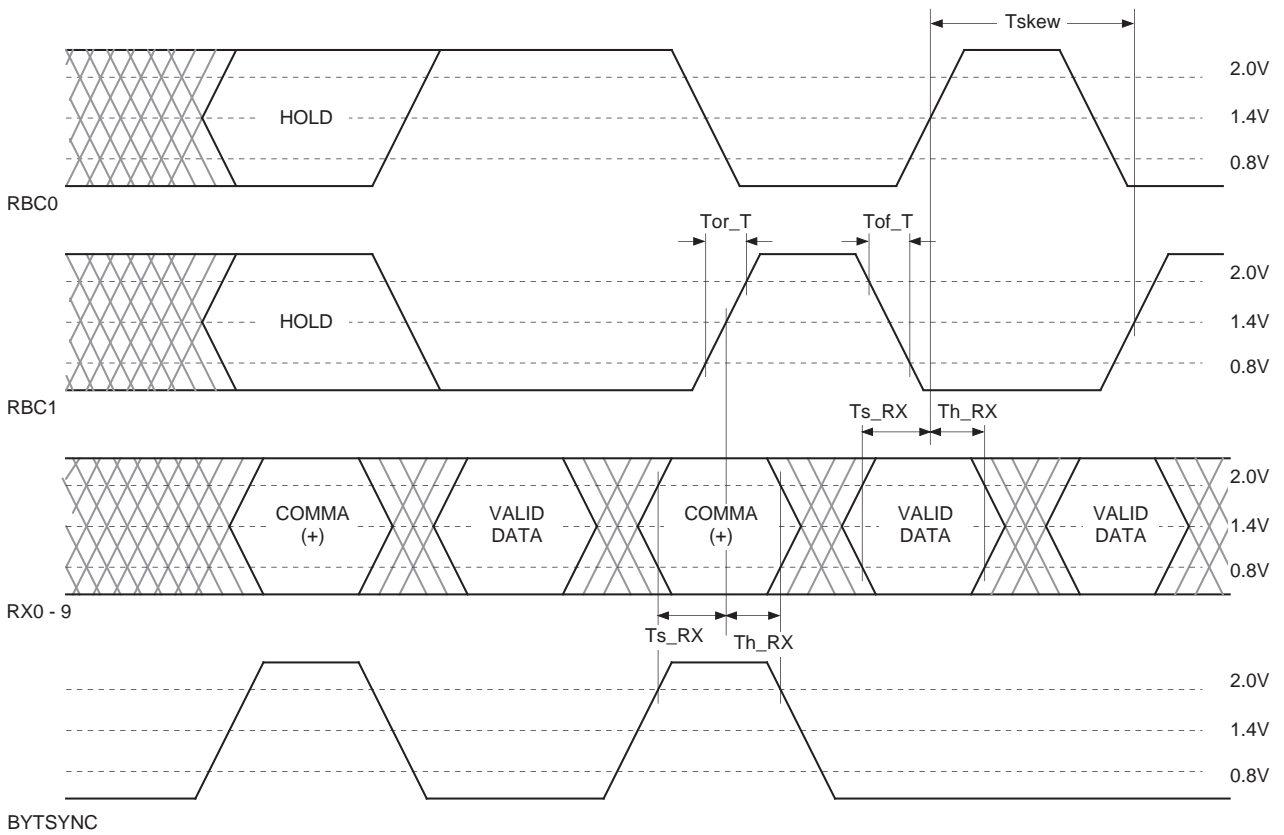 Tskew
2.0V
HOLD
1.4V
0.8V
RBC0
Tor_T
Tof_T
2.0V
HOLD
1.4V
0.8V
RBC1
Ts_RX
Th_RX
2.0V
COMMA
(+)
VALID
DATA
COMMA
(+)
VALID
DATA
VALID
DATA
1.4V
0.8V
RX0 - 9
Ts_RX
Th_RX
2.0V
1.4V
0.8V
BYTSYNC